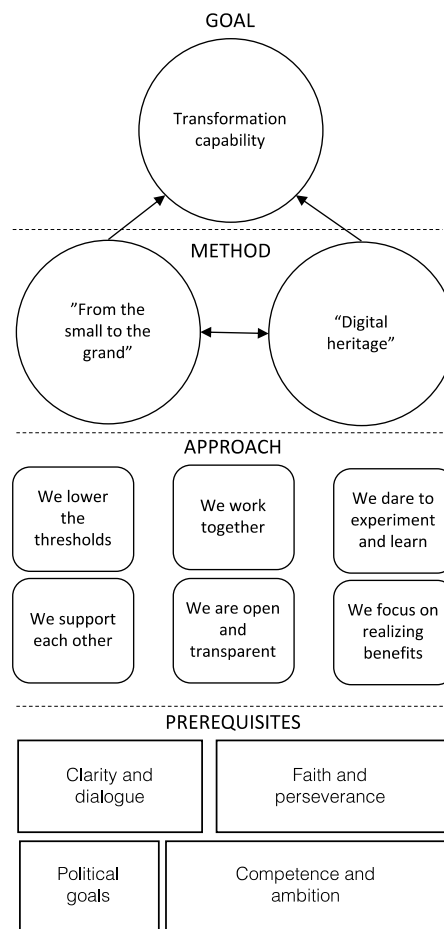 GOAL
Transformation
capability
METHOD
”From the
small to the
grand”
“Digital
heritage”
APPROACH
We lower
the
thresholds
We work
together
We dare to
experiment
and learn
We support
each other
We are open
and
transparent
We focus on
realizing
benefits
PREREQUISITES
Clarity and
dialogue
Faith and
perseverance
Political
goals
Competence and
ambition